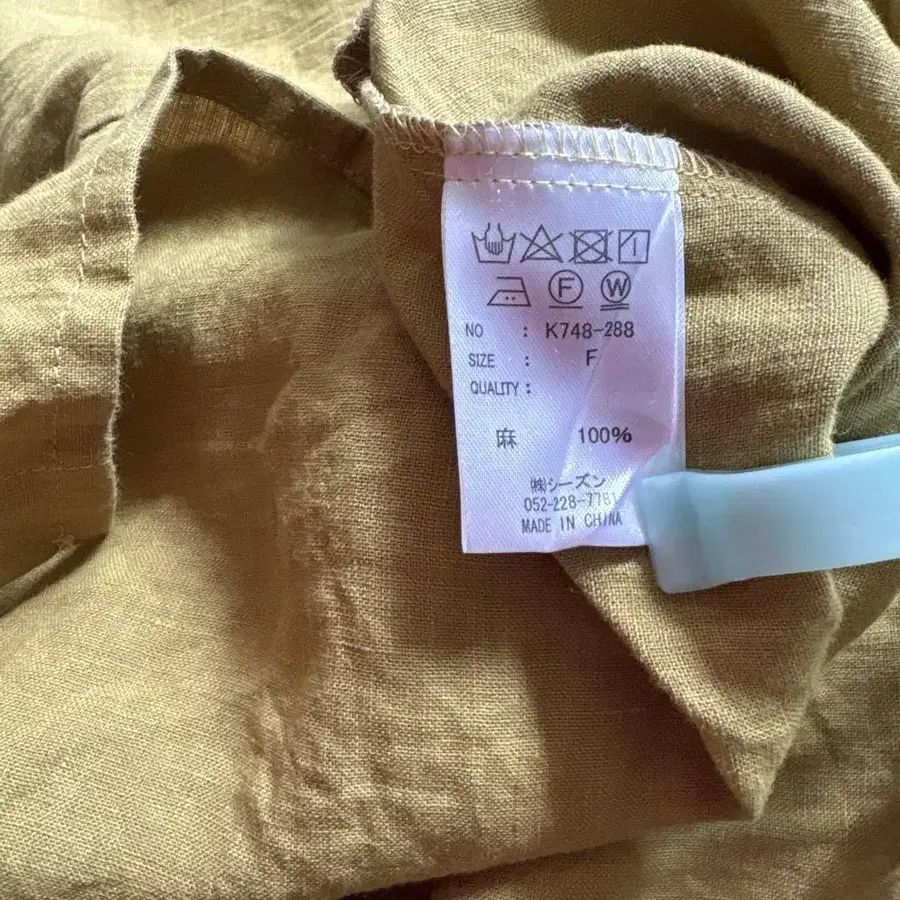 F W
NO : K748-288
SIZE : F
QUALITY :
麻 100%
㈱シーズン
052-228-7781
MADE IN CHINA